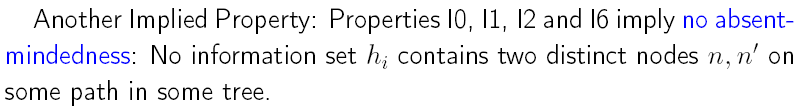 Another Implied Property: Properties I0, I1, I2 and I6 imply no absent-
mindedness: No information set h_i contains two distinct nodes n, n′ on
some path in some tree.